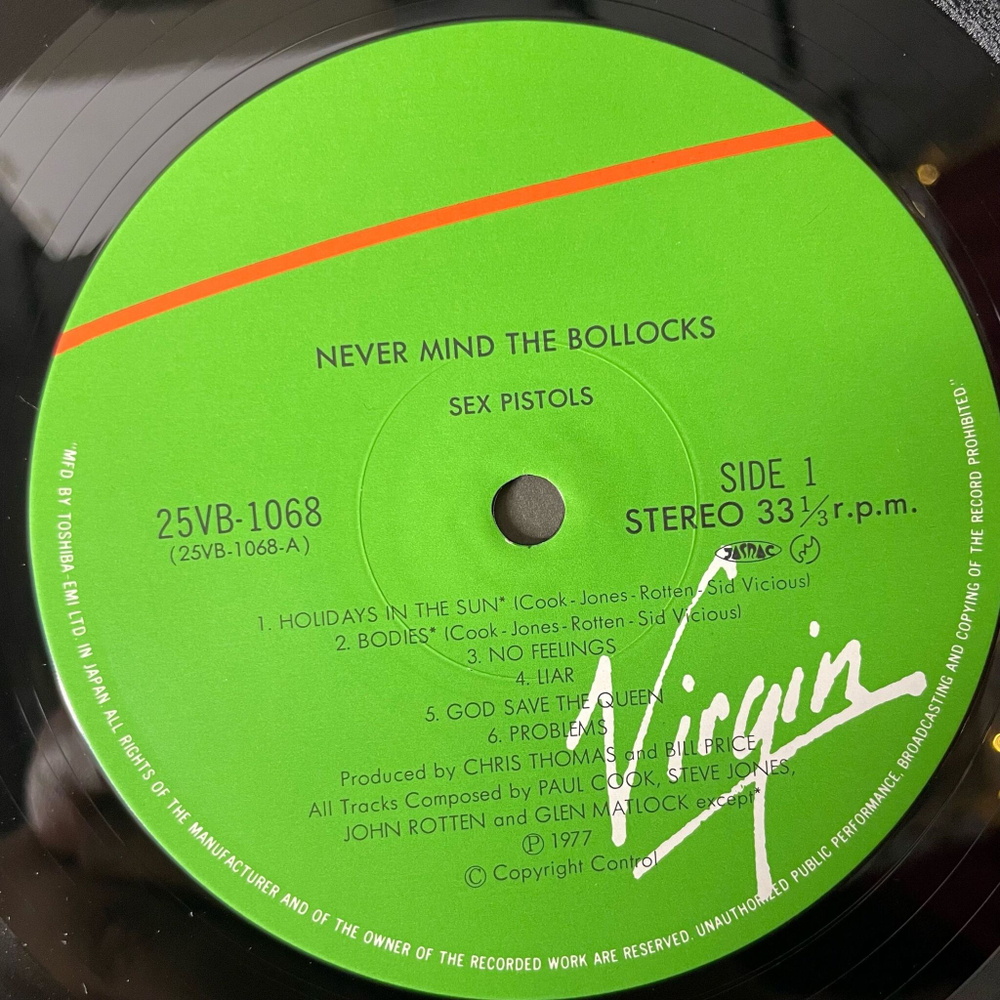 NEVER MIND THE BOLLOCKS
SEX PISTOLS
25VB-1068
(25VB-1068-A)
SIDE 1
STEREO 33 1/3 r.p.m.
JASRAC
1. HOLIDAYS IN THE SUN* (Cook-Jones-Rotten-Sid Vicious)
2. BODIES* (Cook-Jones-Rotten-Sid Vicious)
3. NO FEELINGS
4. LIAR
5. GOD SAVE THE QUEEN
6. PROBLEMS
Produced by CHRIS THOMAS and BILL PRICE
All Tracks Composed by PAUL COOK, STEVE JONES,
JOHN ROTTEN and GLEN MATLOCK except*
Ⓟ 1977
© Copyright Control
Virgin
"MFD BY TOSHIBA-EMI LTD. IN JAPAN ALL RIGHTS OF THE MANUFACTURER AND OF THE OWNER OF THE RECORDED WORK ARE RESERVED. UNAUTHORIZED PUBLIC PERFORMANCE, BROADCASTING AND COPYING OF THE RECORD PROHIBITED."